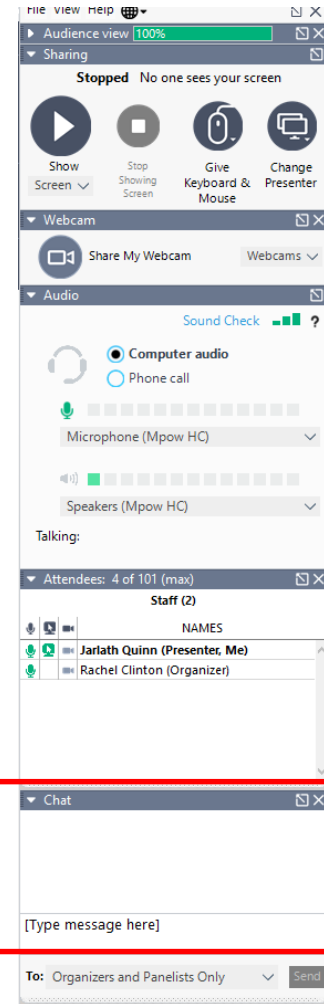 File View Help
Audience view 100%
Sharing
Stopped No one sees your screen
Show Screen
Stop Showing Screen
Give Keyboard & Mouse
Change Presenter
Webcam
Share My Webcam Webcams
Audio
Sound Check ?
Computer audio
Phone call
Microphone (Mpow HC)
Speakers (Mpow HC)
Talking:
Attendees: 4 of 101 (max)
Staff (2)
NAMES
Jarlath Quinn (Presenter, Me)
Rachel Clinton (Organizer)
Chat
[Type message here]
To: Organizers and Panelists Only Send